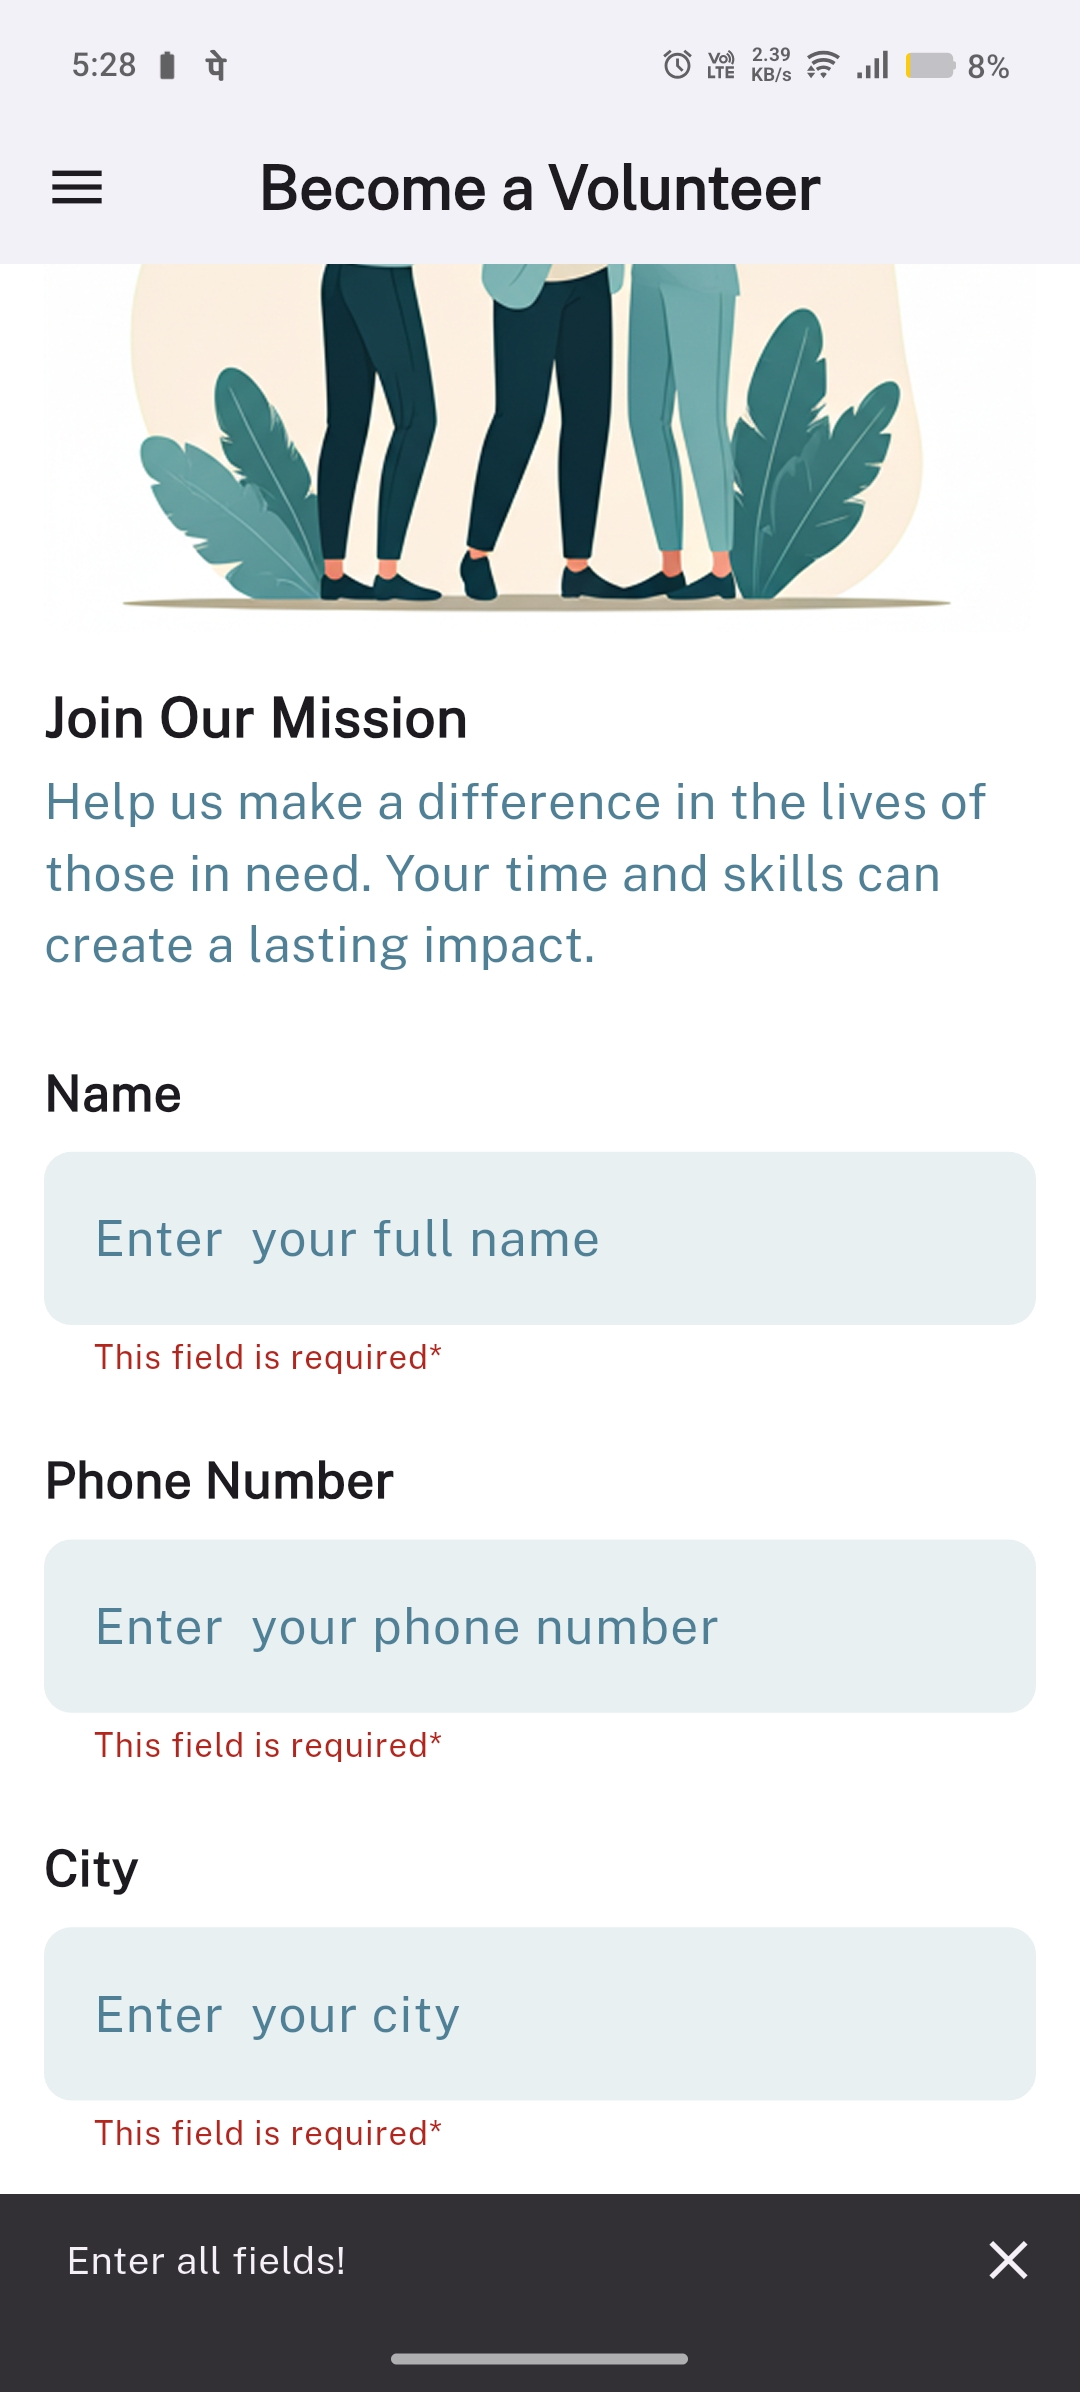 5:28 पे VoLTE 2.39 KB/s 8%
Become a Volunteer
Join Our Mission
Help us make a difference in the lives of
those in need. Your time and skills can
create a lasting impact.
Name
Enter  your full name
This field is required*
Phone Number
Enter  your phone number
This field is required*
City
Enter  your city
This field is required*
Enter all fields!